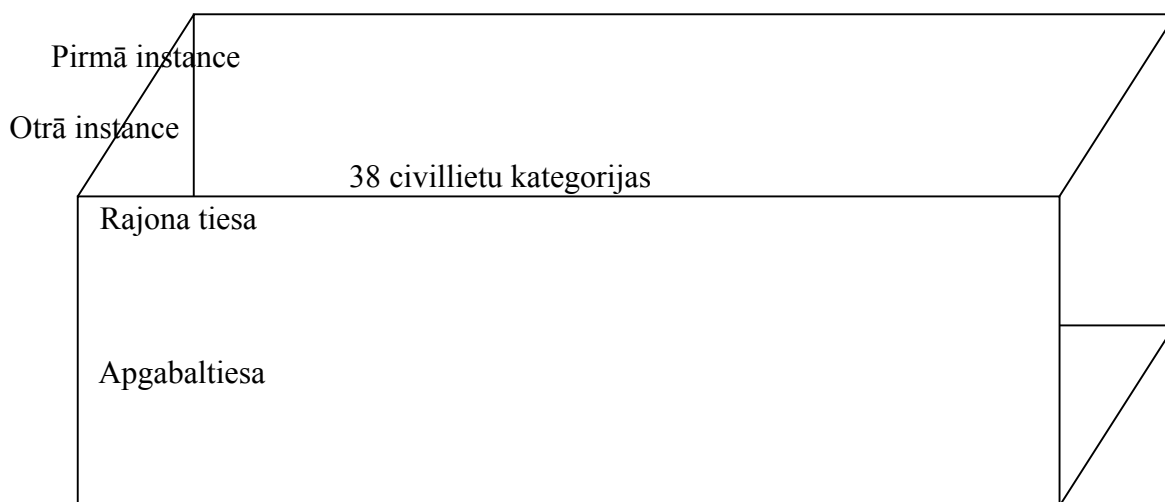 Pirmā instance
Otrā instance
38 civillietu kategorijas
Rajona tiesa
Apgabaltiesa